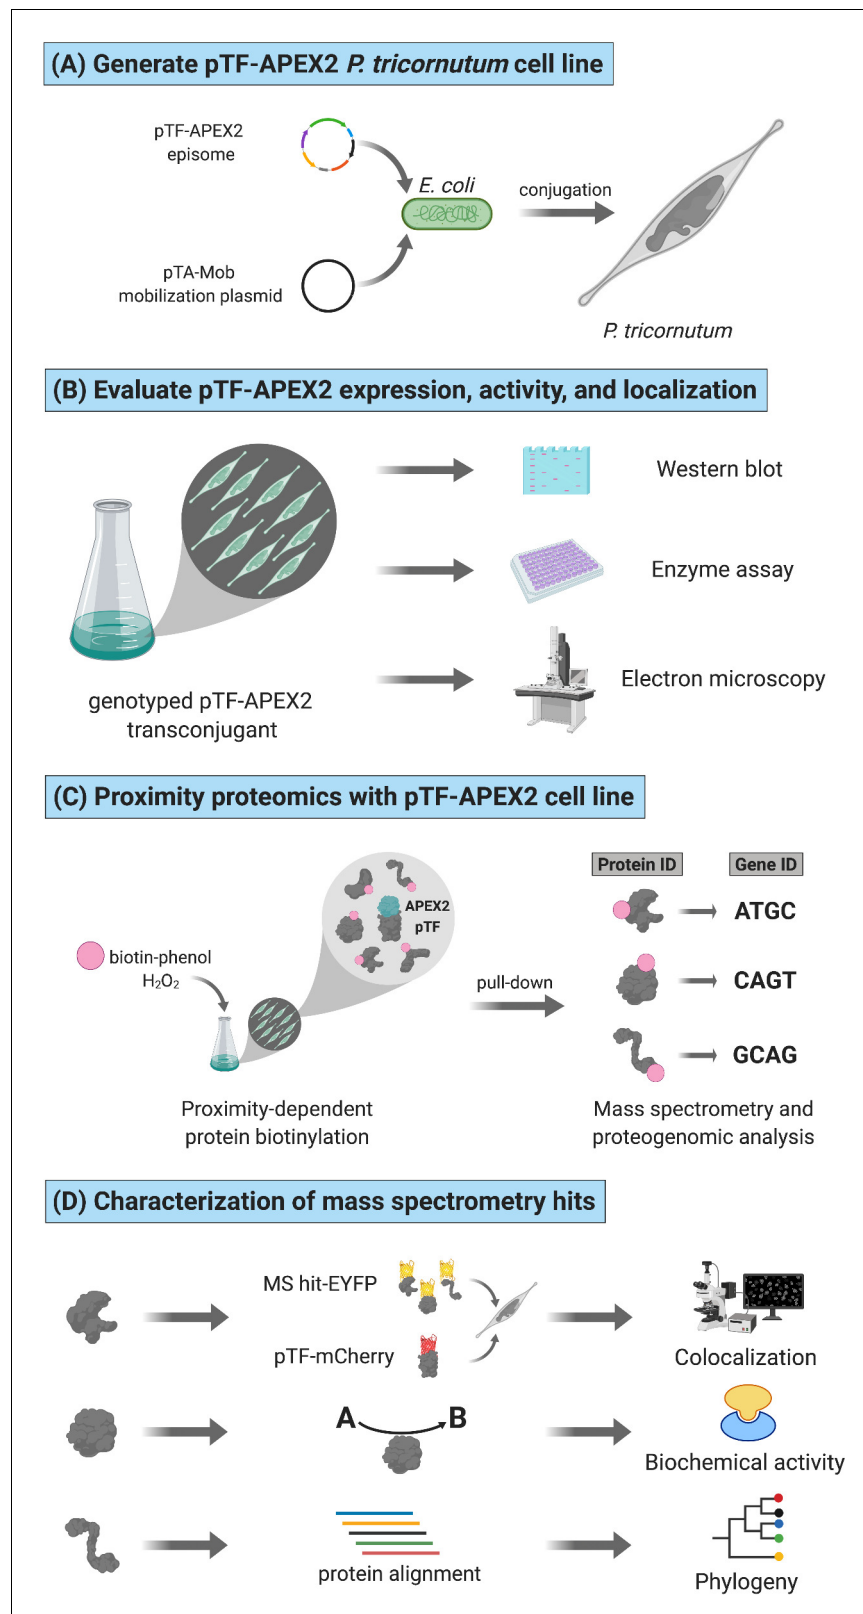 (A) Generate pTF-APEX2 P. tricornutum cell line
pTF-APEX2
episome
E. coli
conjugation
pTA-Mob
mobilization plasmid
P. tricornutum
(B) Evaluate pTF-APEX2 expression, activity, and localization
Western blot
Enzyme assay
Electron microscopy
genotyped pTF-APEX2
transconjugant
(C) Proximity proteomics with pTF-APEX2 cell line
Protein ID
Gene ID
APEX2
pTF
ATGC
biotin-phenol
H₂O₂
pull-down
CAGT
GCAG
Proximity-dependent
protein biotinylation
Mass spectrometry and
proteogenomic analysis
(D) Characterization of mass spectrometry hits
MS hit-EYFP
pTF-mCherry
Colocalization
A
B
Biochemical activity
protein alignment
Phylogeny